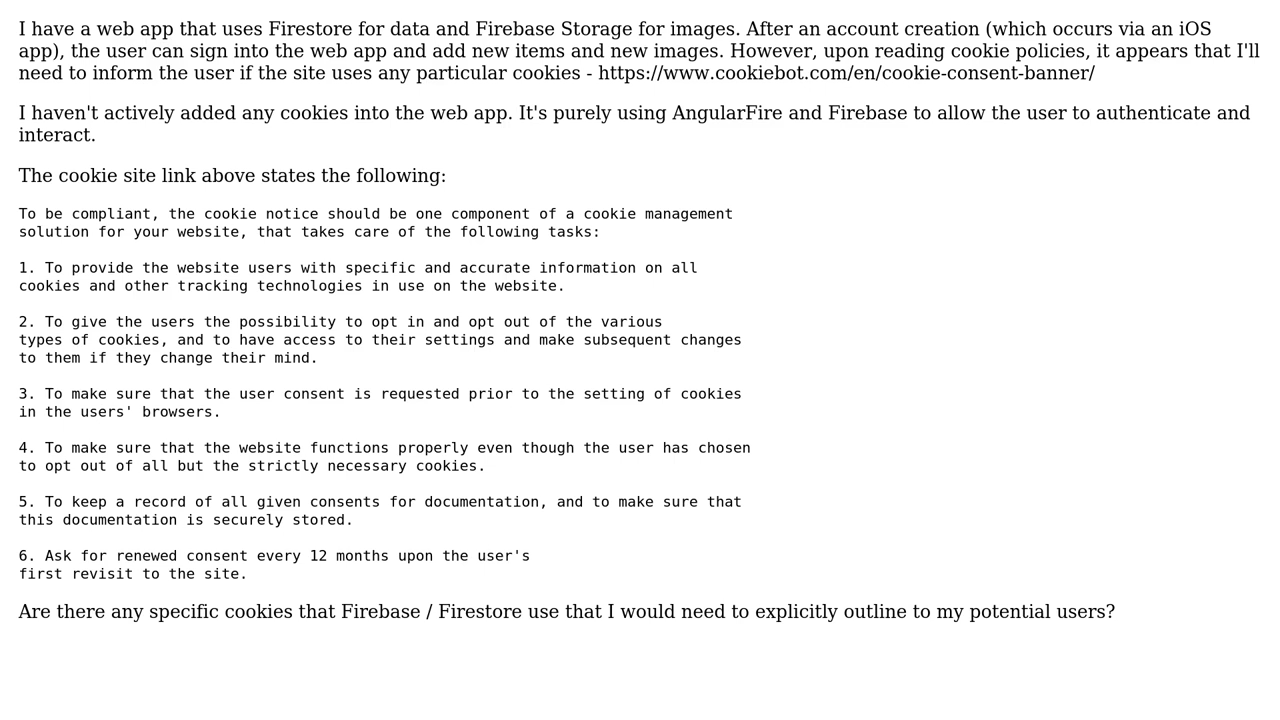 I have a web app that uses Firestore for data and Firebase Storage for images. After an account creation (which occurs via an iOS
app), the user can sign into the web app and add new items and new images. However, upon reading cookie policies, it appears that I'll
need to inform the user if the site uses any particular cookies - https://www.cookiebot.com/en/cookie-consent-banner/
I haven't actively added any cookies into the web app. It's purely using AngularFire and Firebase to allow the user to authenticate and
interact.
The cookie site link above states the following:
To be compliant, the cookie notice should be one component of a cookie management
solution for your website, that takes care of the following tasks:
1. To provide the website users with specific and accurate information on all
cookies and other tracking technologies in use on the website.
2. To give the users the possibility to opt in and opt out of the various
types of cookies, and to have access to their settings and make subsequent changes
to them if they change their mind.
3. To make sure that the user consent is requested prior to the setting of cookies
in the users' browsers.
4. To make sure that the website functions properly even though the user has chosen
to opt out of all but the strictly necessary cookies.
5. To keep a record of all given consents for documentation, and to make sure that
this documentation is securely stored.
6. Ask for renewed consent every 12 months upon the user's
first revisit to the site.
Are there any specific cookies that Firebase / Firestore use that I would need to explicitly outline to my potential users?